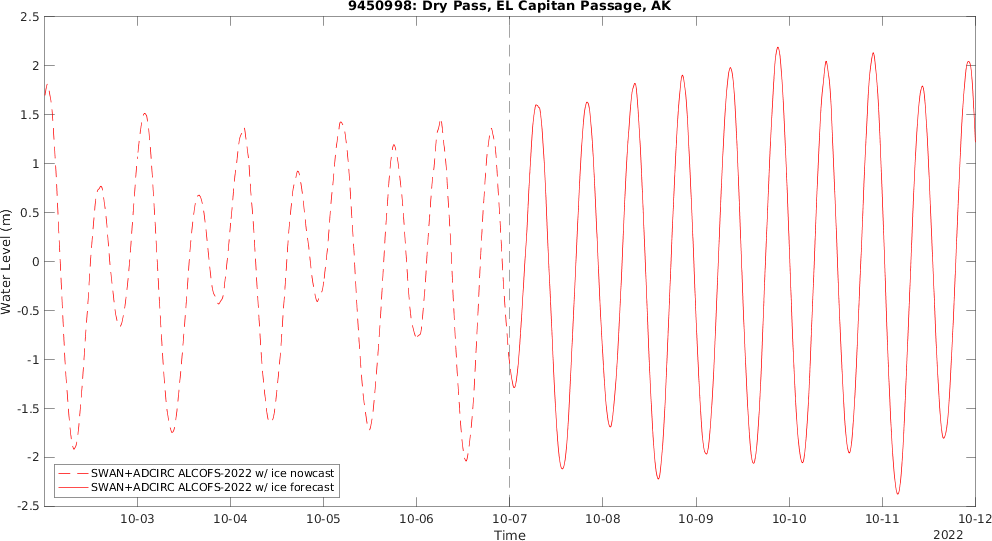 9450998: Dry Pass, EL Capitan Passage, AK
2.5
2
1.5
1
0.5
0
-0.5
-1
-1.5
-2
-2.5
Water Level (m)
SWAN+ADCIRC ALCOFS-2022 w/ ice nowcast
SWAN+ADCIRC ALCOFS-2022 w/ ice forecast
10-03 10-04 10-05 10-06 10-07 10-08 10-09 10-10 10-11 10-12
Time
2022